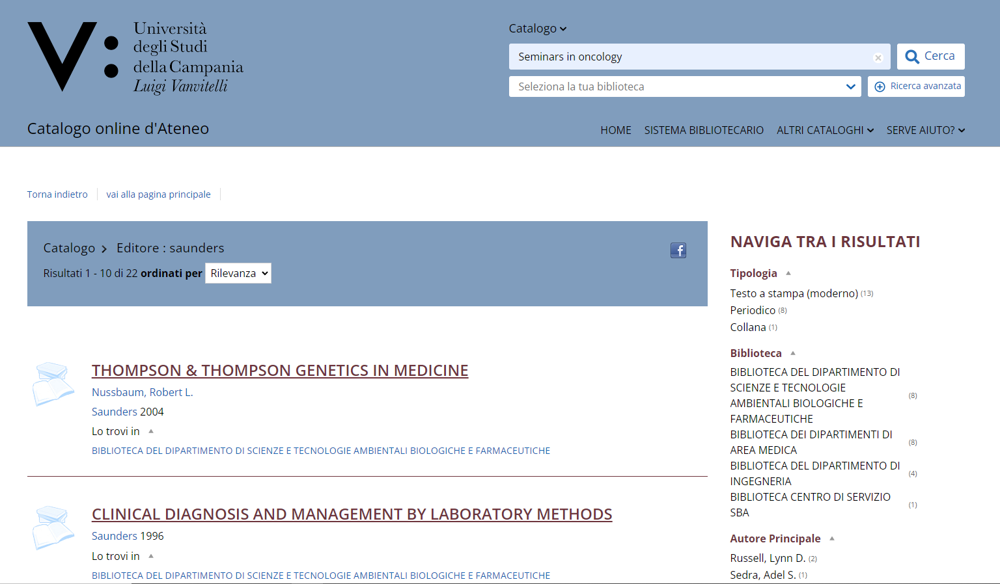 Università
degli Studi
della Campania
Luigi Vanvitelli
Catalogo online d'Ateneo
Catalogo
Seminars in oncology
Cerca
Seleziona la tua biblioteca
Ricerca avanzata
HOME SISTEMA BIBLIOTECARIO ALTRI CATALOGHI SERVE AIUTO?
Torna indietro vai alla pagina principale
Catalogo Editore : saunders
Risultati 1 - 10 di 22 ordinati per Rilevanza
THOMPSON & THOMPSON GENETICS IN MEDICINE
Nussbaum, Robert L.
Saunders 2004
Lo trovi in
BIBLIOTECA DEL DIPARTIMENTO DI SCIENZE E TECNOLOGIE AMBIENTALI BIOLOGICHE E FARMACEUTICHE
CLINICAL DIAGNOSIS AND MANAGEMENT BY LABORATORY METHODS
Saunders 1996
Lo trovi in
BIBLIOTECA DEL DIPARTIMENTO DI SCIENZE E TECNOLOGIE AMBIENTALI BIOLOGICHE E FARMACEUTICHE
NAVIGA TRA I RISULTATI
Tipologia
Testo a stampa (moderno) (13)
Periodico (8)
Collana (1)
Biblioteca
BIBLIOTECA DEL DIPARTIMENTO DI
SCIENZE E TECNOLOGIE
AMBIENTALI BIOLOGICHE E
FARMACEUTICHE
(8)
BIBLIOTECA DEI DIPARTIMENTI DI
AREA MEDICA
(8)
BIBLIOTECA DEL DIPARTIMENTO DI
INGEGNERIA
(4)
BIBLIOTECA CENTRO DI SERVIZIO
SBA
(1)
Autore Principale
Russell, Lynn D. (2)
Sedra, Adel S. (1)